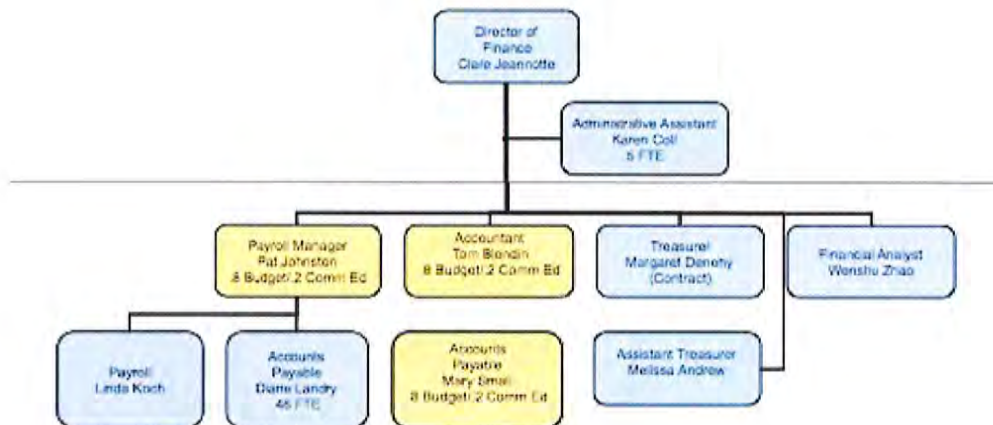 Director of
Finance
Claire Jeannotte
Administrative Assistant
Karen Coll
5 FTE
Payroll Manager
Pat Johnston
.8 Budget/.2 Comm Ed
Accountant
Tom Blondin
.8 Budget/.2 Comm Ed
Treasurer
Margaret Denehy
(Contract)
Financial Analyst
Wenshu Zhao
Payroll
Linda Koch
Accounts
Payable
Diane Landry
46 FTE
Accounts
Payable
Mary Small
.8 Budget/.2 Comm Ed
Assistant Treasurer
Melissa Andrew